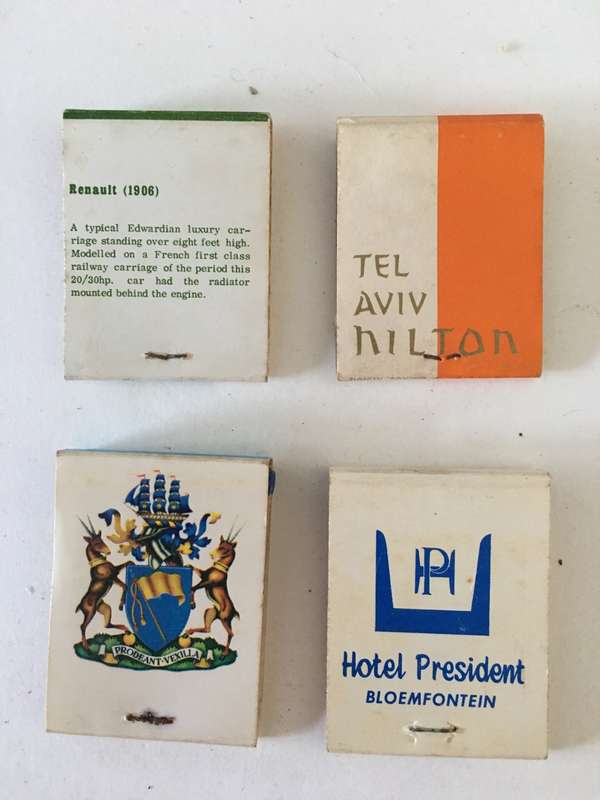 Renault (1906)
A typical Edwardian luxury car-
riage standing over eight feet high.
Modelled on a French first class
railway carriage of the period this
20/30hp. car had the radiator
mounted behind the engine.
TEL
AVIV
HILTON
PRODEANT·VEXILLA
PH
Hotel President
BLOEMFONTEIN